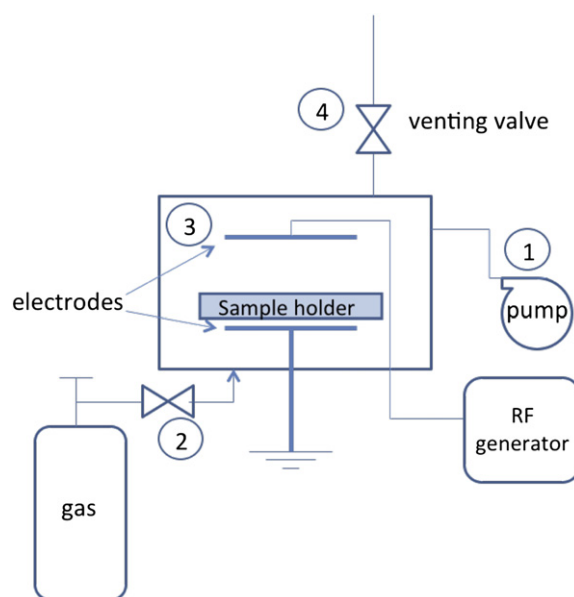 4
venting valve
3
1
electrodes
Sample holder
pump
2
RF
generator
gas